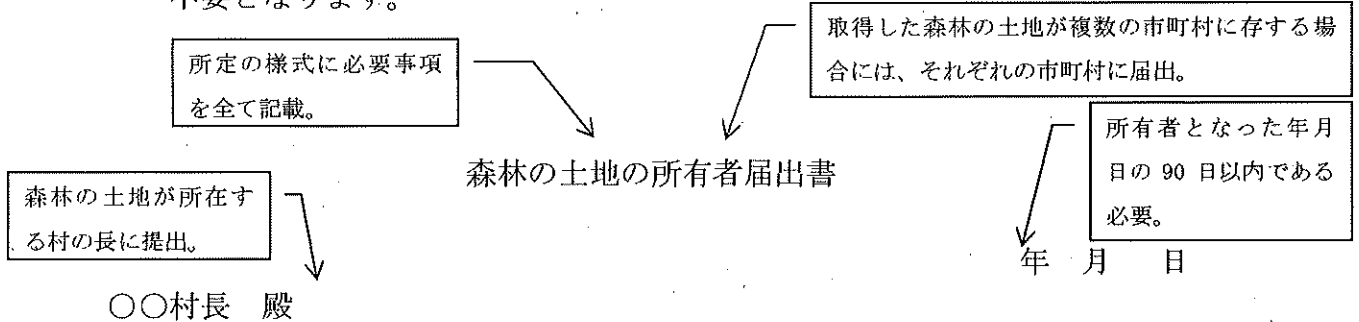 不要となります。
所定の様式に必要事項
を全て記載。
取得した森林の土地が複数の市町村に存する場
合には、それぞれの市町村に届出。
所有者となった年月
日の 90 日以内である
必要。
森林の土地の所有者届出書
森林の土地が所在す
る村の長に提出。
年 月 日
○○村長 殿